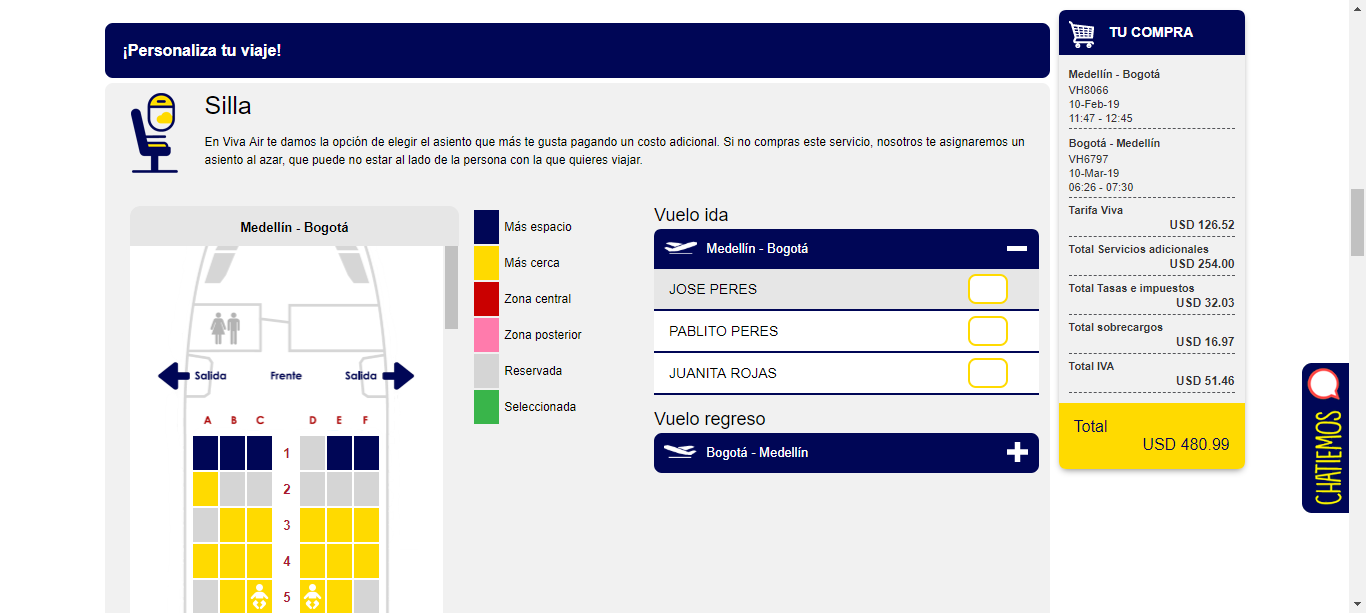 ¡Personaliza tu viaje!
Silla
En Viva Air te damos la opción de elegir el asiento que más te gusta pagando un costo adicional. Si no compras este servicio, nosotros te asignaremos un
asiento al azar, que puede no estar al lado de la persona con la que quieres viajar.
Medellín - Bogotá
Salida Frente Salida
A B C D E F
1
2
3
4
5
Más espacio
Más cerca
Zona central
Zona posterior
Reservada
Seleccionada
Vuelo ida
Medellín - Bogotá
JOSE PERES
PABLITO PERES
JUANITA ROJAS
Vuelo regreso
Bogotá - Medellín
TU COMPRA
Medellín - Bogotá
VH8066
10-Feb-19
11:47 - 12:45
Bogotá - Medellín
VH6797
10-Mar-19
06:26 - 07:30
Tarifa Viva
USD 126.52
Total Servicios adicionales
USD 254.00
Total Tasas e impuestos
USD 32.03
Total sobrecargos
USD 16.97
Total IVA
USD 51.46
Total
USD 480.99
CHATIEMOS